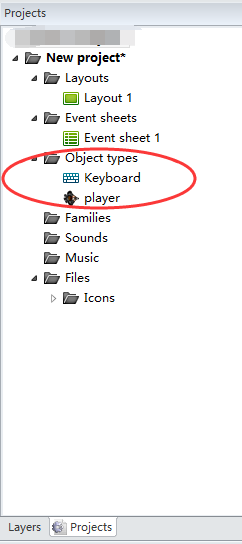 Projects
New project*
Layouts
Layout 1
Event sheets
Event sheet 1
Object types
Keyboard
player
Families
Sounds
Music
Files
Icons
Layers Projects